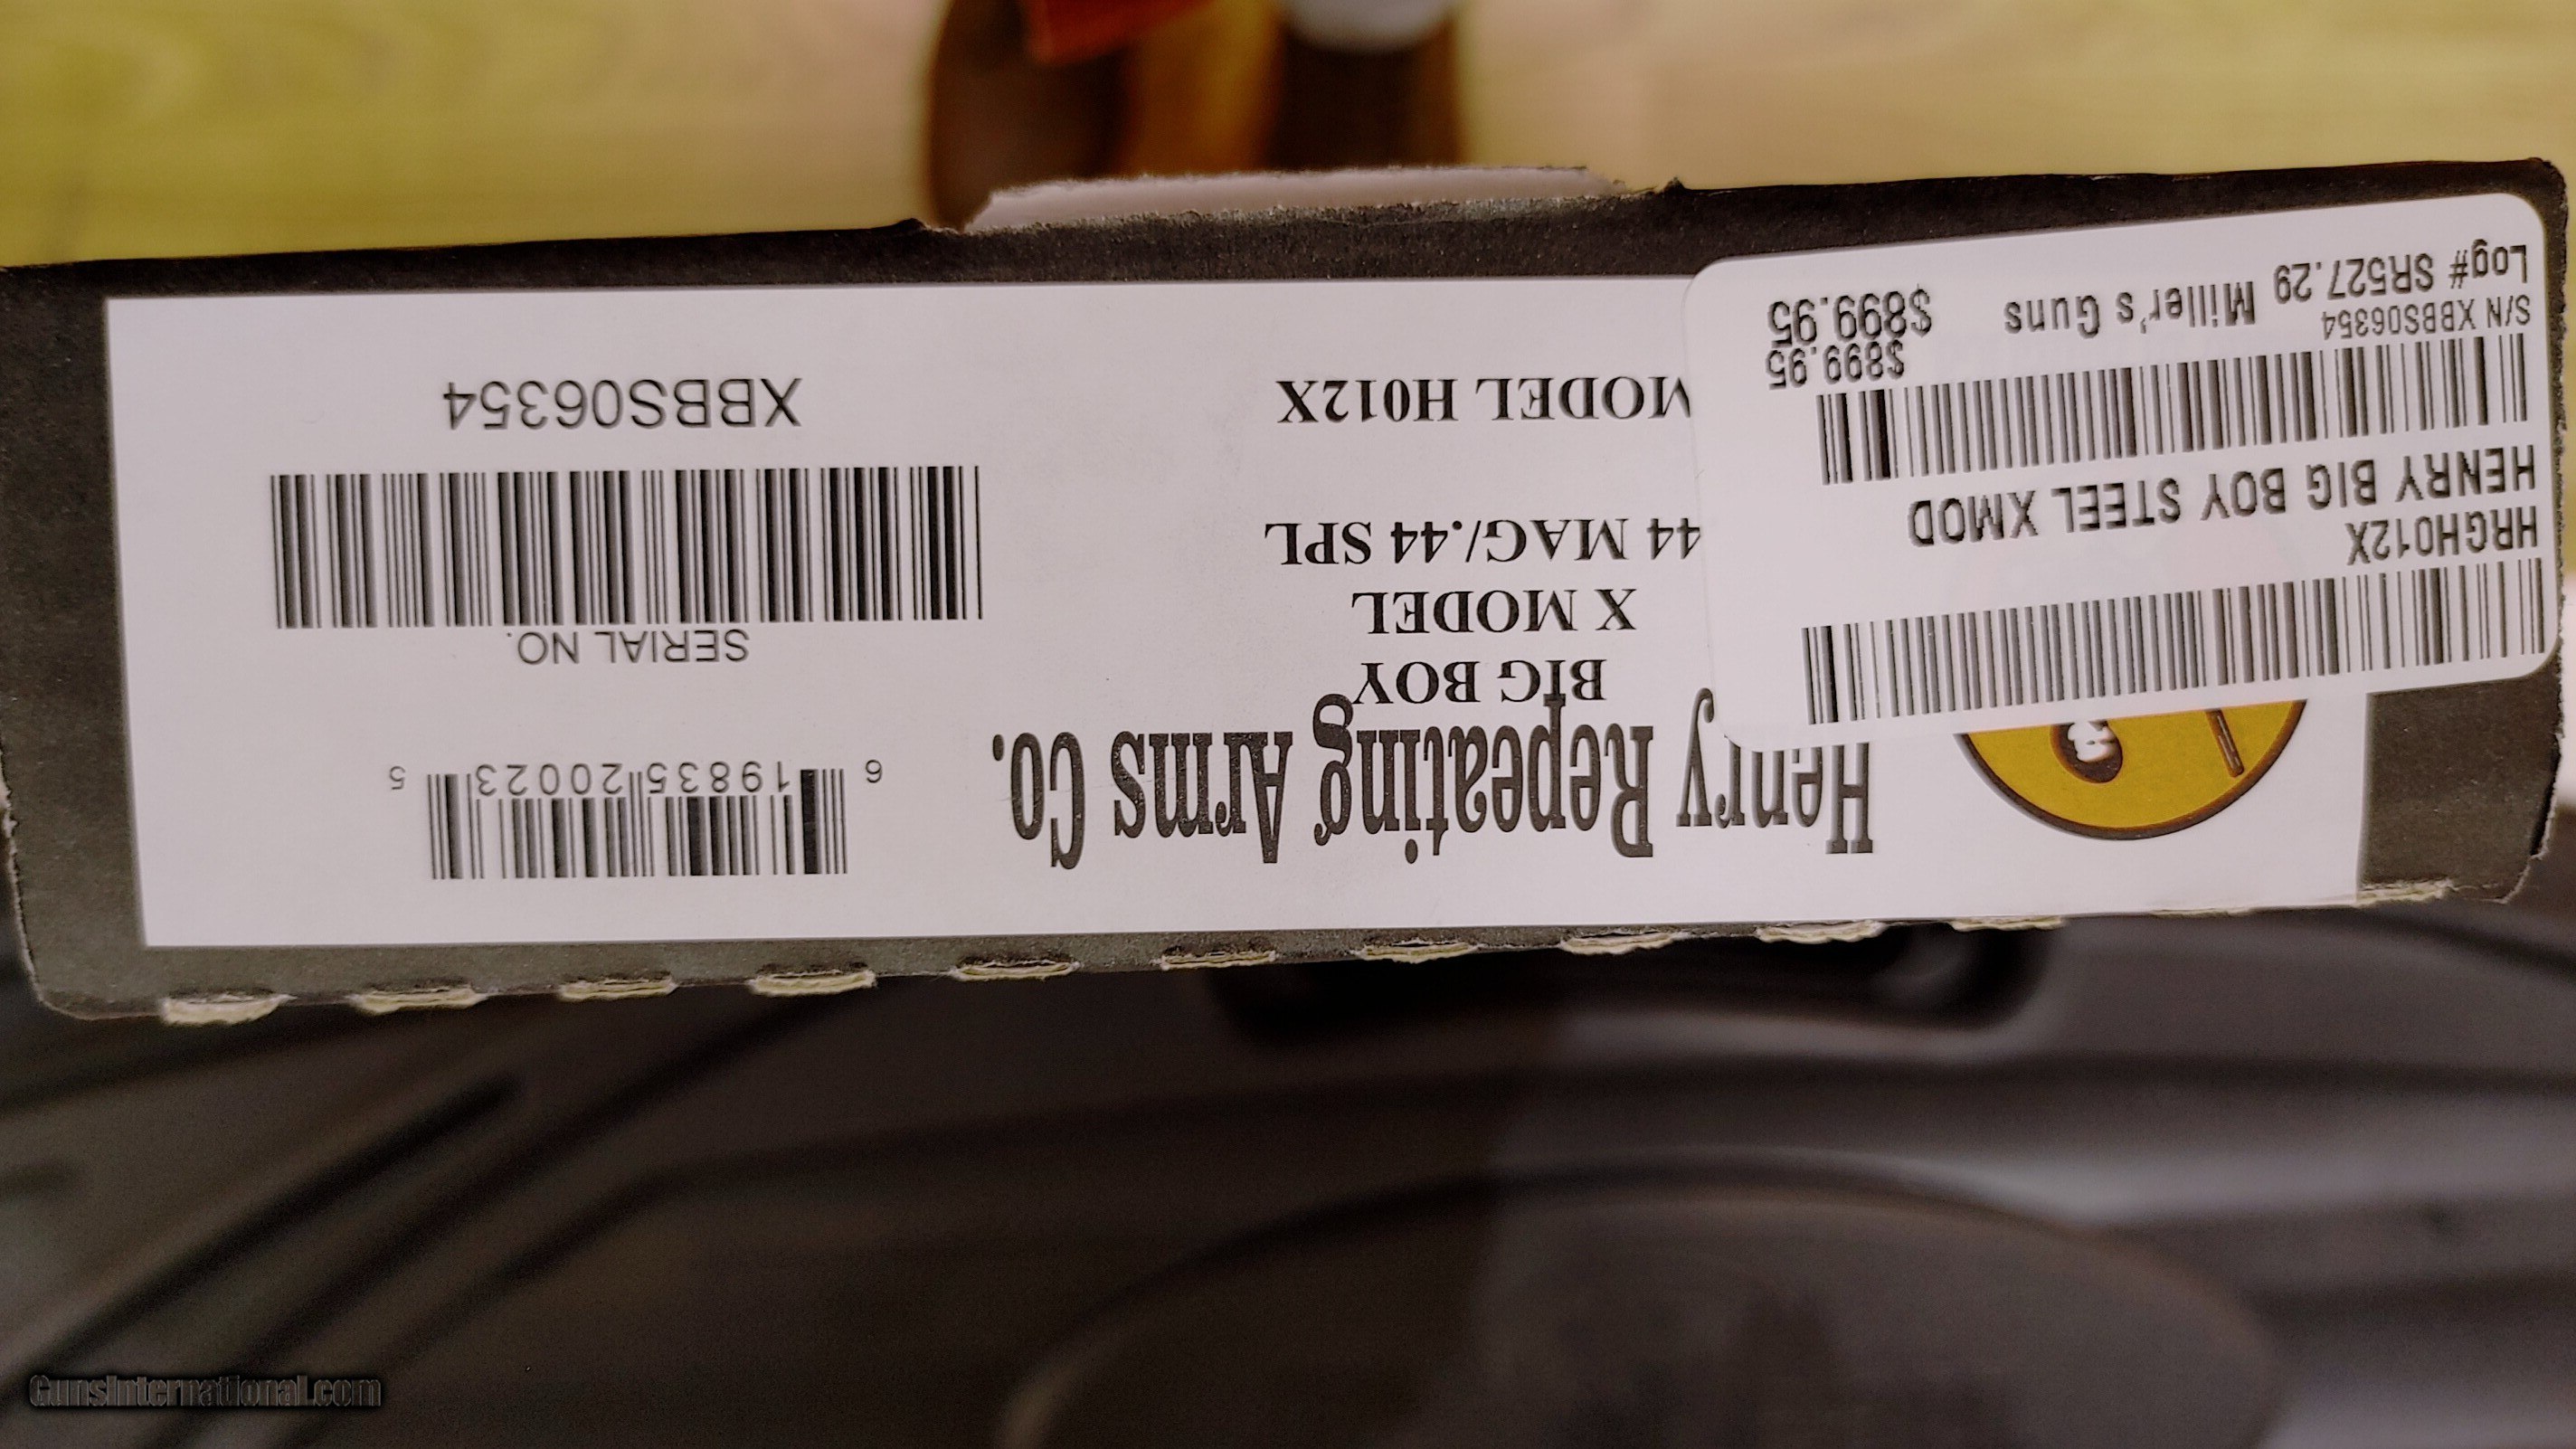 HRGH012X
HENRY BIG BOY STEEL XMOD
$899.95
S/N XBBS06354
$899.95
Miller's Guns
Log# SR527.29
Henry Repeating Arms Co.
BIG BOY
X MODEL
44 MAG/.44 SPL
MODEL H012X
6 19835 20023 5
SERIAL NO.
XBBS06354
GunsInternational.com